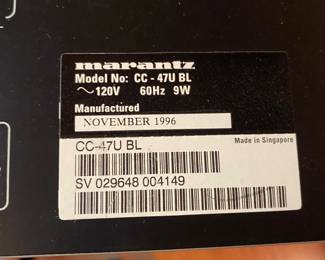 marantz
Model No: CC - 47U BL
～120V 60Hz 9W
Manufactured
NOVEMBER 1996
CC-47U BL
Made in Singapore
SV 029648 004149